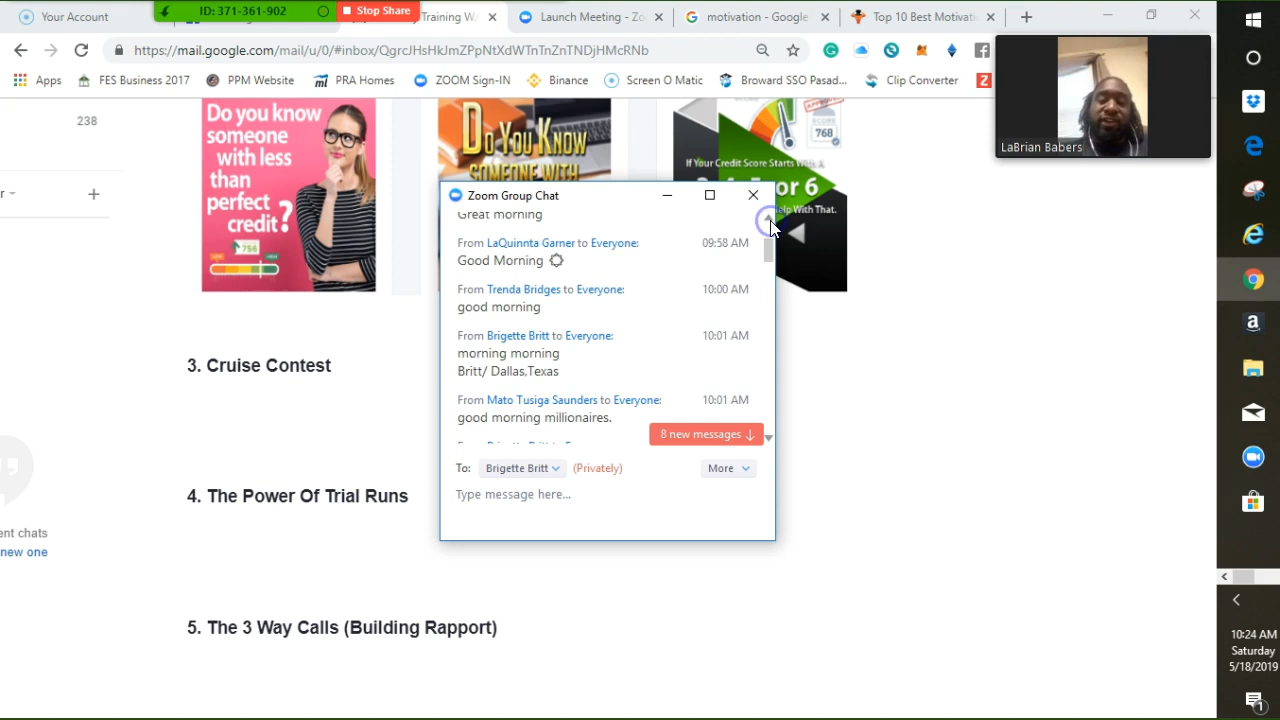 ID: 371-361-902
Stop Share
Your Account
Training W
Launch Meeting - Zo
motivation - Google
Top 10 Best Motivati
https://mail.google.com/mail/u/0/#inbox/QgrcJHsHkJmZPpNtXdWTnTnZnTNDjHMcRNb
Apps
FES Business 2017
PPM Website
PRA Homes
ZOOM Sign-IN
Binance
Screen O Matic
Broward SSO Pasad...
Clip Converter
LaBrian Babers
238
Do you know
someone
with less
than
perfect
credit?
756
DO YOU KNOW
SOMEONE WITH
APPROVED
SCORE
768
If Your Credit Score Starts With A
or 6
Help With That.
Zoom Group Chat
Great morning
From LaQuinnta Garner to Everyone:
09:58 AM
Good Morning
From Trenda Bridges to Everyone:
10:00 AM
good morning
From Brigette Britt to Everyone:
10:01 AM
morning morning
Britt/ Dallas,Texas
From Mato Tusiga Saunders to Everyone:
10:01 AM
good morning millionaires.
8 new messages
To: Brigette Britt (Privately)
More
Type message here...
3. Cruise Contest
4. The Power Of Trial Runs
5. The 3 Way Calls (Building Rapport)
ent chats
new one
10:24 AM
Saturday
5/18/2019
1